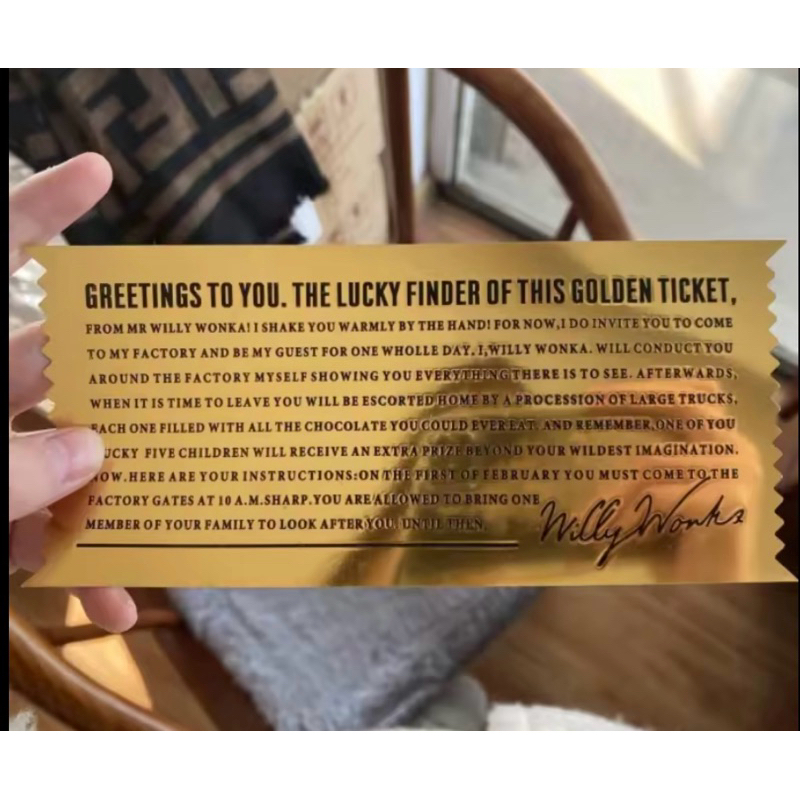 GREETINGS TO YOU. THE LUCKY FINDER OF THIS GOLDEN TICKET,
FROM MR WILLY WONKA! I SHAKE YOU WARMLY BY THE HAND! FOR NOW, I DO INVITE YOU TO COME
TO MY FACTORY AND BE MY GUEST FOR ONE WHOLLE DAY. I, WILLY WONKA. WILL CONDUCT YOU
AROUND THE FACTORY MYSELF SHOWING YOU EVERYTHING THERE IS TO SEE. AFTERWARDS,
WHEN IT IS TIME TO LEAVE YOU WILL BE ESCORTED HOME BY A PROCESSION OF LARGE TRUCKS,
EACH ONE FILLED WITH ALL THE CHOCOLATE YOU COULD EVER EAT. AND REMEMBER, ONE OF YOU
LUCKY FIVE CHILDREN WILL RECEIVE AN EXTRA PRIZE BEYOND YOUR WILDEST IMAGINATION.
NOW. HERE ARE YOUR INSTRUCTIONS: ON THE FIRST OF FEBRUARY YOU MUST COME TO THE
FACTORY GATES AT 10 A.M. SHARP. YOU ARE ALLOWED TO BRING ONE
MEMBER OF YOUR FAMILY TO LOOK AFTER YOU. UNTIL THEN,
Willy Wonka